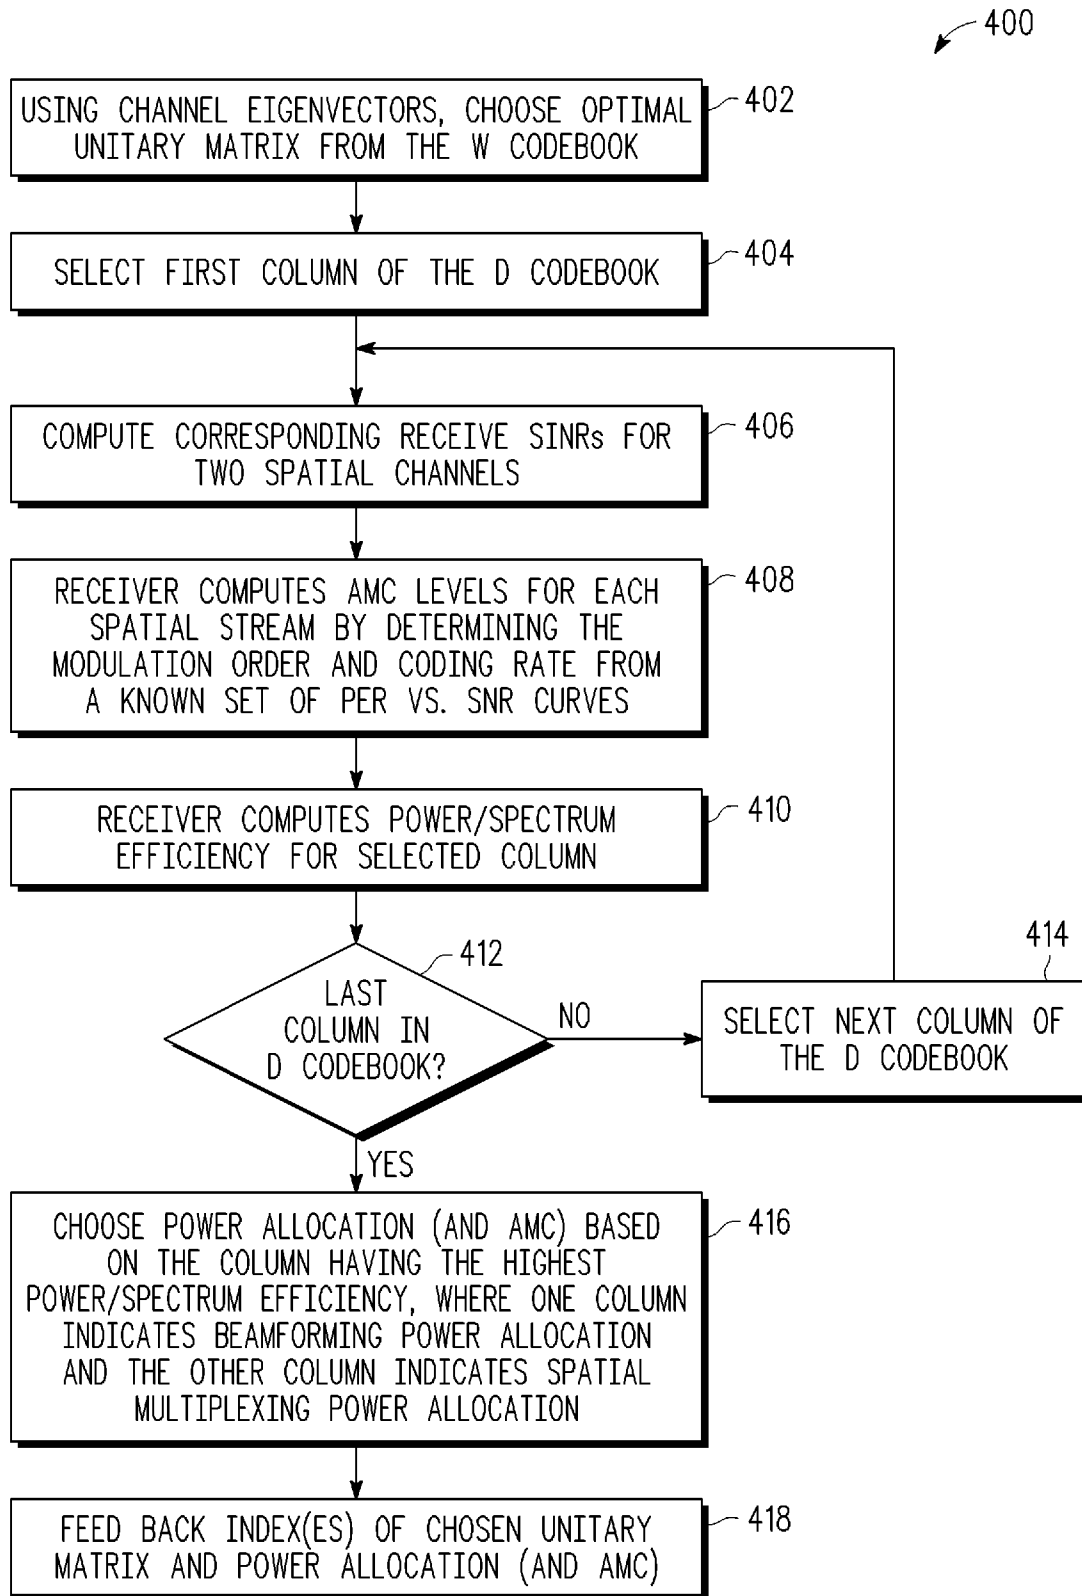 400
USING CHANNEL EIGENVECTORS, CHOOSE OPTIMAL
UNITARY MATRIX FROM THE W CODEBOOK
402
SELECT FIRST COLUMN OF THE D CODEBOOK
404
COMPUTE CORRESPONDING RECEIVE SINRs FOR
TWO SPATIAL CHANNELS
406
RECEIVER COMPUTES AMC LEVELS FOR EACH
SPATIAL STREAM BY DETERMINING THE
MODULATION ORDER AND CODING RATE FROM
A KNOWN SET OF PER VS. SNR CURVES
408
RECEIVER COMPUTES POWER/SPECTRUM
EFFICIENCY FOR SELECTED COLUMN
410
LAST
COLUMN IN
D CODEBOOK?
412
NO
SELECT NEXT COLUMN OF
THE D CODEBOOK
414
YES
CHOOSE POWER ALLOCATION (AND AMC) BASED
ON THE COLUMN HAVING THE HIGHEST
POWER/SPECTRUM EFFICIENCY, WHERE ONE COLUMN
INDICATES BEAMFORMING POWER ALLOCATION
AND THE OTHER COLUMN INDICATES SPATIAL
MULTIPLEXING POWER ALLOCATION
416
FEED BACK INDEX(ES) OF CHOSEN UNITARY
MATRIX AND POWER ALLOCATION (AND AMC)
418